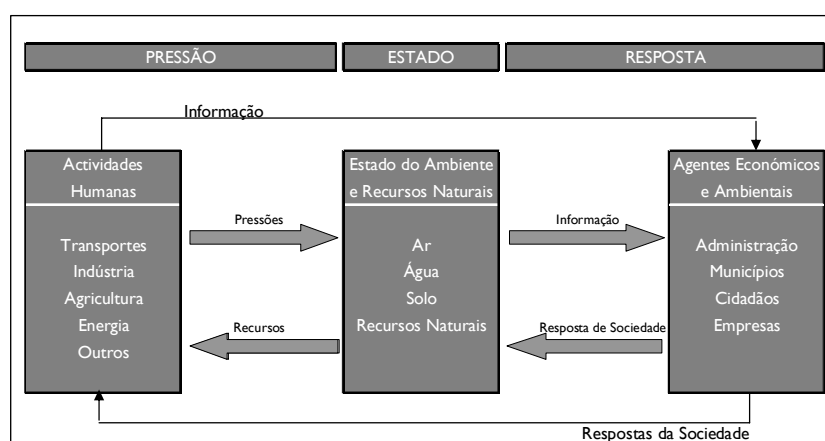 PRESSÃO
ESTADO
RESPOSTA
Informação
Actividades
Humanas
Transportes
Indústria
Agricultura
Energia
Outros
Pressões
Recursos
Estado do Ambiente
e Recursos Naturais
Ar
Água
Solo
Recursos Naturais
Informação
Resposta de Sociedade
Agentes Económicos
e Ambientais
Administração
Municípios
Cidadãos
Empresas
Respostas da Sociedade